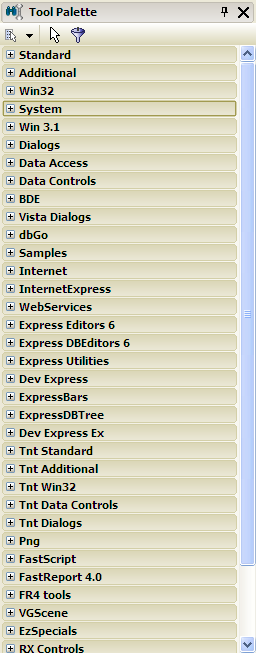 Tool Palette
Standard
Additional
Win32
System
Win 3.1
Dialogs
Data Access
Data Controls
BDE
Vista Dialogs
dbGo
Samples
Internet
InternetExpress
WebServices
Express Editors 6
Express DBEditors 6
Express Utilities
Dev Express
ExpressBars
ExpressDBTree
Dev Express Ex
Tnt Standard
Tnt Additional
Tnt Win32
Tnt Data Controls
Tnt Dialogs
Png
FastScript
FastReport 4.0
FR4 tools
VGScene
EzSpecials
RX Controls